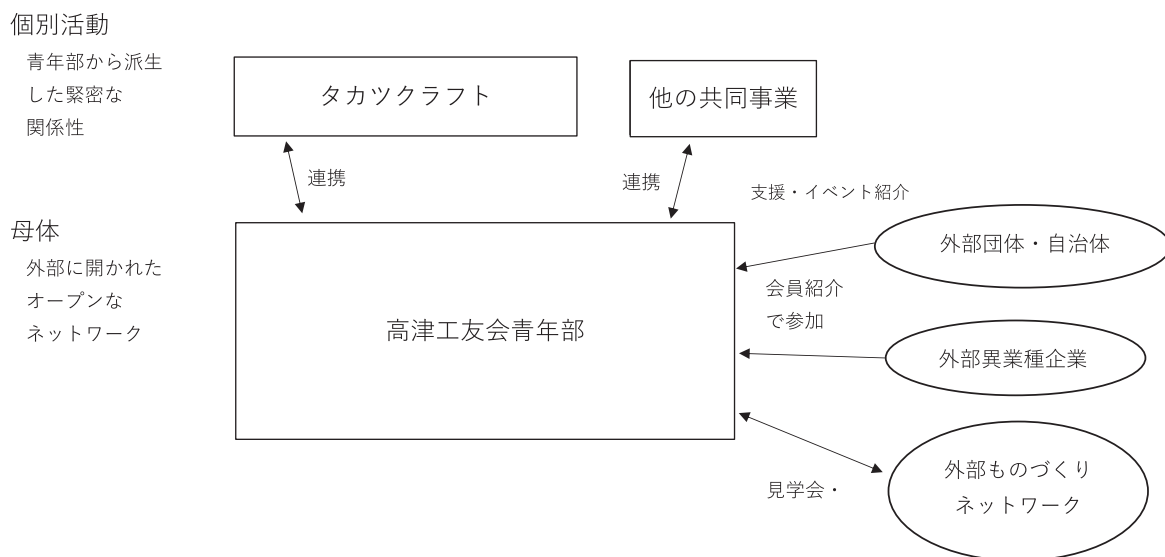 個別活動
青年部から派生
した緊密な
関係性
タカツクラフト
他の共同事業
連携
連携
支援・イベント紹介
母体
外部に開かれた
オープンな
ネットワーク
高津工友会青年部
外部団体・自治体
会員紹介
で参加
外部異業種企業
見学会・
外部ものづくり
ネットワーク